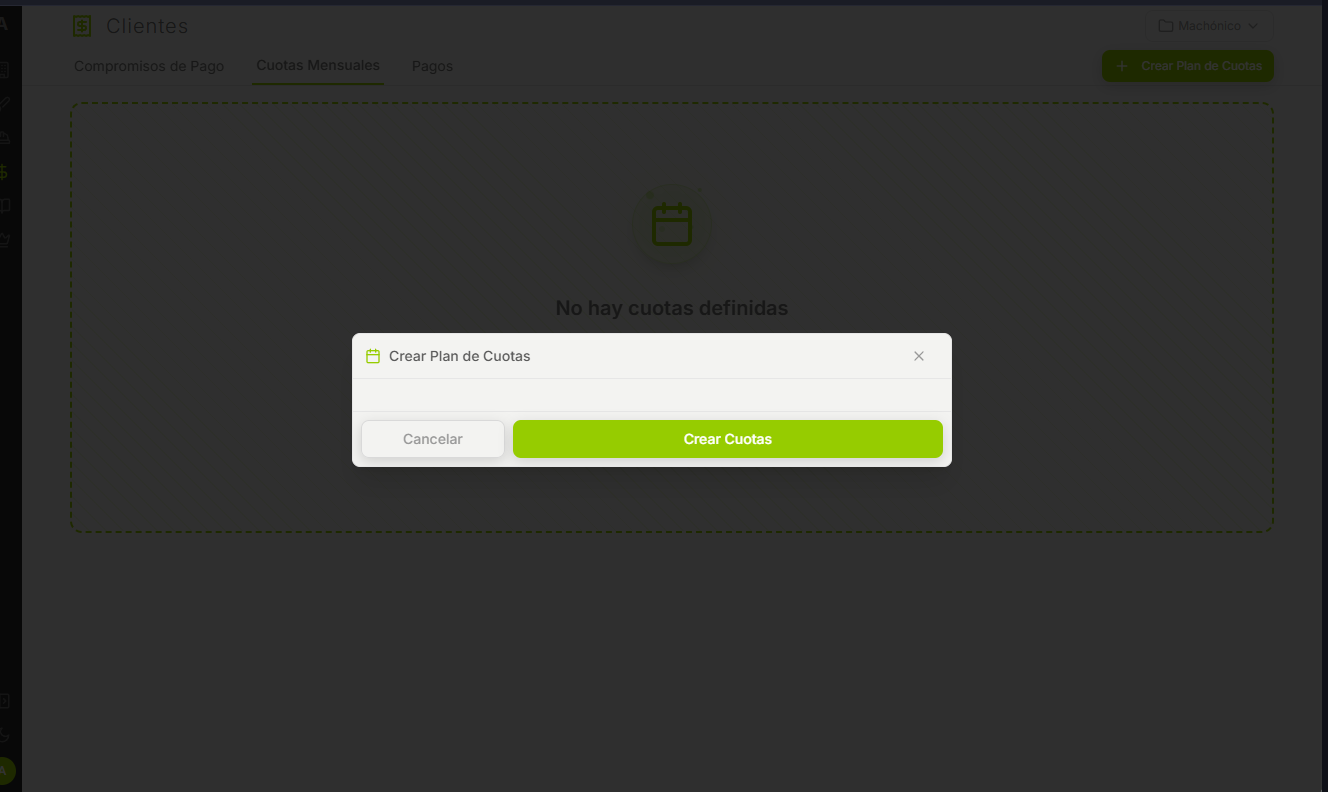 Clientes
Machónico
Compromisos de Pago
Cuotas Mensuales
Pagos
Crear Plan de Cuotas
No hay cuotas definidas
Crear Plan de Cuotas
Cancelar
Crear Cuotas
A
A